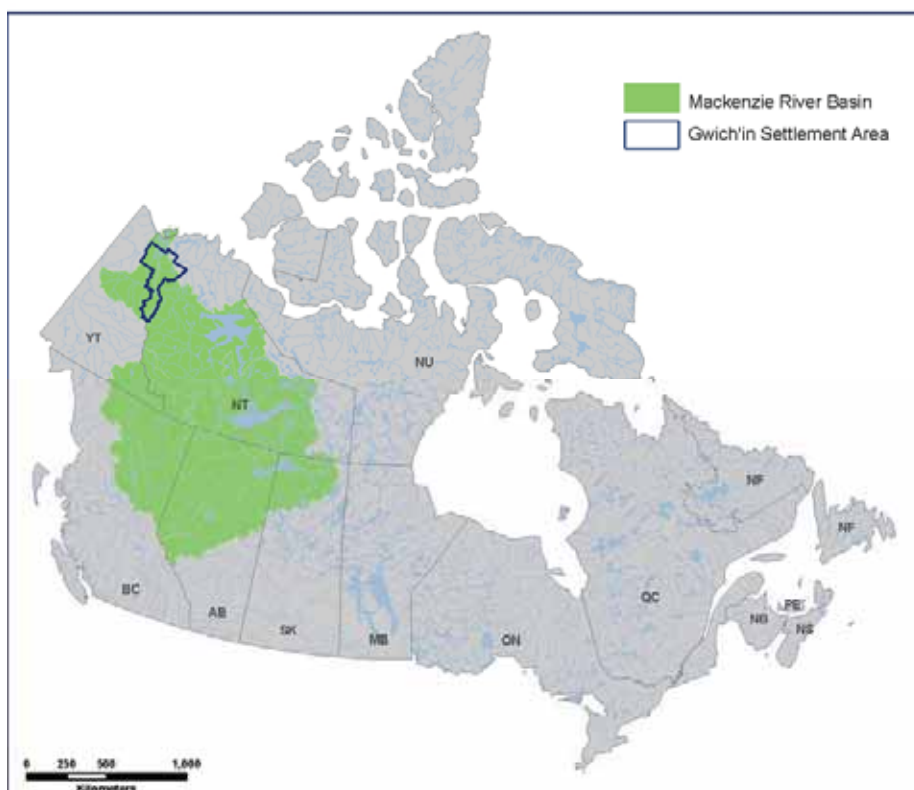 Mackenzie River Basin
Gwich'in Settlement Area
YT
NU
NT
NF
NF
BC
AB
SK
MB
ON
QC
NB
PE
NS
0 250 500 1,000
Kilometers